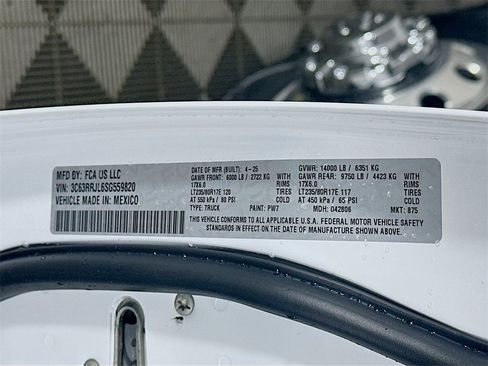 MFD BY: FCA US LLC
VIN: 3C63RRJL6SG559820
VEHICLE MADE IN: MEXICO
DATE OF MFR (BUILT): 4-25 GVWR: 14000 LB / 6351 KG
GAWR FRONT: 6000 LB / 2722 KG WITH GAWR REAR: 9750 LB / 4423 KG WITH
17X6.0 RIMS 17X6.0 RIMS
LT235/80R17E 120 TIRES LT235/80R17E 117 TIRES
AT 550 kPa / 80 PSI COLD AT 450 kPa / 65 PSI COLD
TYPE: TRUCK PAINT: PW7 MDH: 042806 MKT: 875
THIS VEHICLE CONFORMS TO ALL APPLICABLE U.S.A. FEDERAL MOTOR VEHICLE SAFETY
STANDARDS IN EFFECT ON THE DATE OF MANUFACTURE SHOWN ABOVE.